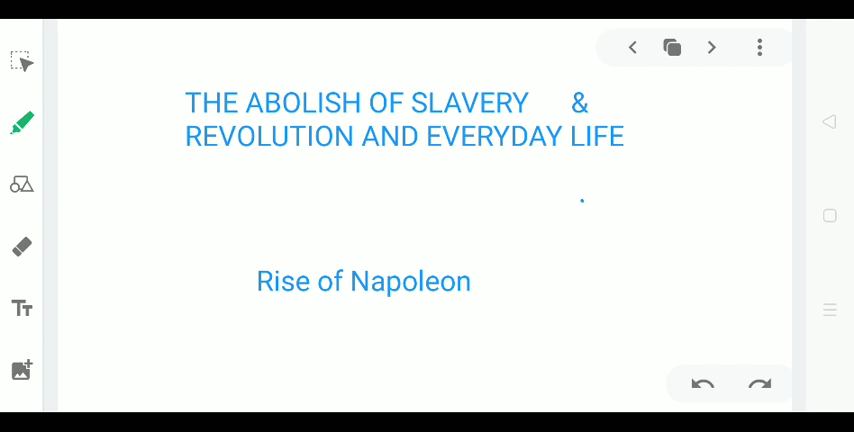 THE ABOLISH OF SLAVERY &
REVOLUTION AND EVERYDAY LIFE
Rise of Napoleon